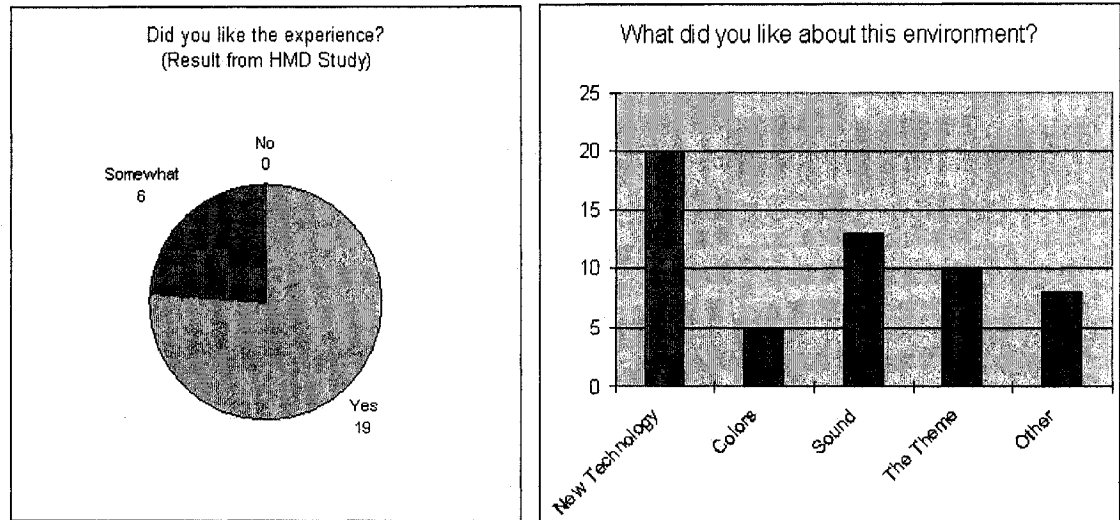 Did you like the experience?
(Result from HMD Study)
No
0
Somewhat
6
Yes
19
What did you like about this environment?
25
20
15
10
5
0
New Technology
Colors
Sound
The Theme
Other